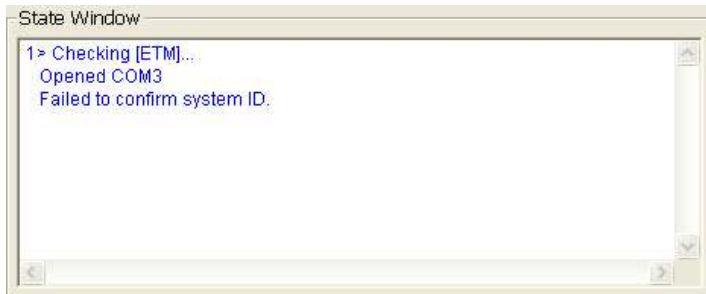 State Window
1> Checking [ETM]...
Opened COM3
Failed to confirm system ID.